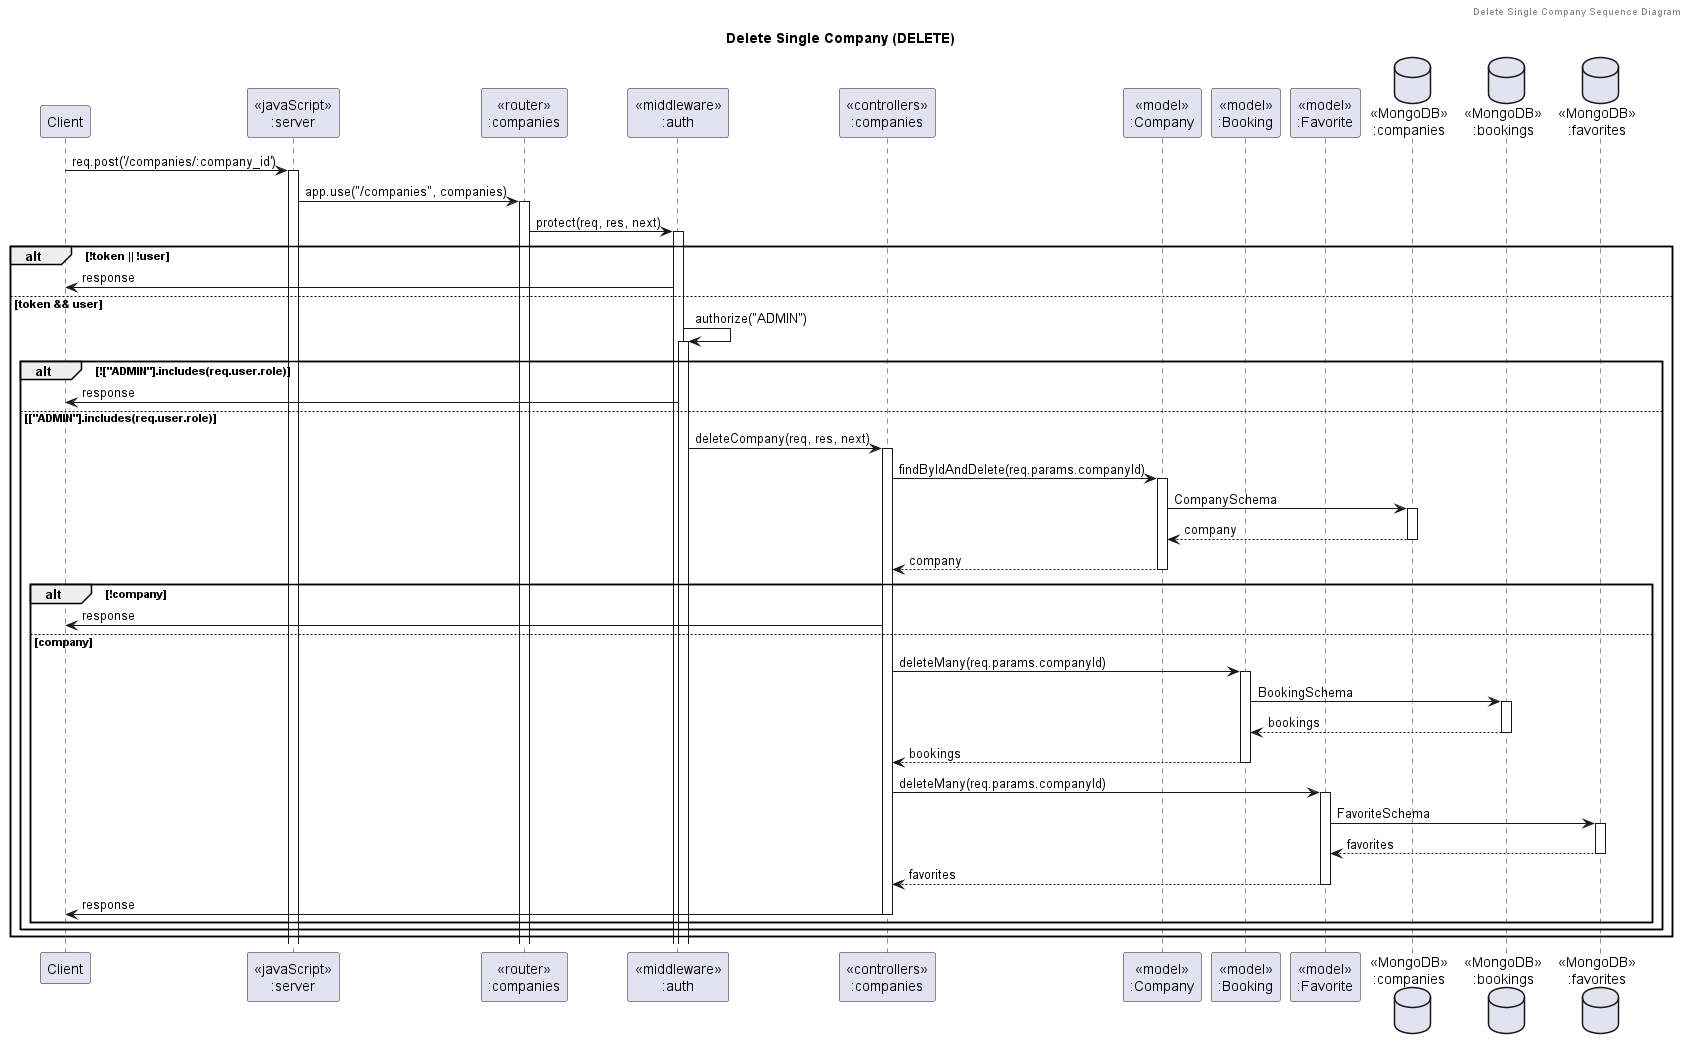 Delete Single Company Sequence Diagram
Delete Single Company (DELETE)
Client
«javaScript»
:server
«router»
:companies
«middleware»
:auth
«controllers»
:companies
«model»
:Company
«model»
:Booking
«model»
:Favorite
«MongoDB»
:companies
«MongoDB»
:bookings
«MongoDB»
:favorites
req.post('/companies/:company_id')
app.use("/companies", companies)
protect(req, res, next)
alt [!token || !user]
response
[token && user]
authorize("ADMIN")
alt [!["ADMIN"].includes(req.user.role)]
response
[["ADMIN"].includes(req.user.role)]
deleteCompany(req, res, next)
findByIdAndDelete(req.params.companyId)
CompanySchema
company
company
alt [!company]
response
[company]
deleteMany(req.params.companyId)
BookingSchema
bookings
bookings
deleteMany(req.params.companyId)
FavoriteSchema
favorites
favorites
response
Client
«javaScript»
:server
«router»
:companies
«middleware»
:auth
«controllers»
:companies
«model»
:Company
«model»
:Booking
«model»
:Favorite
«MongoDB»
:companies
«MongoDB»
:bookings
«MongoDB»
:favorites